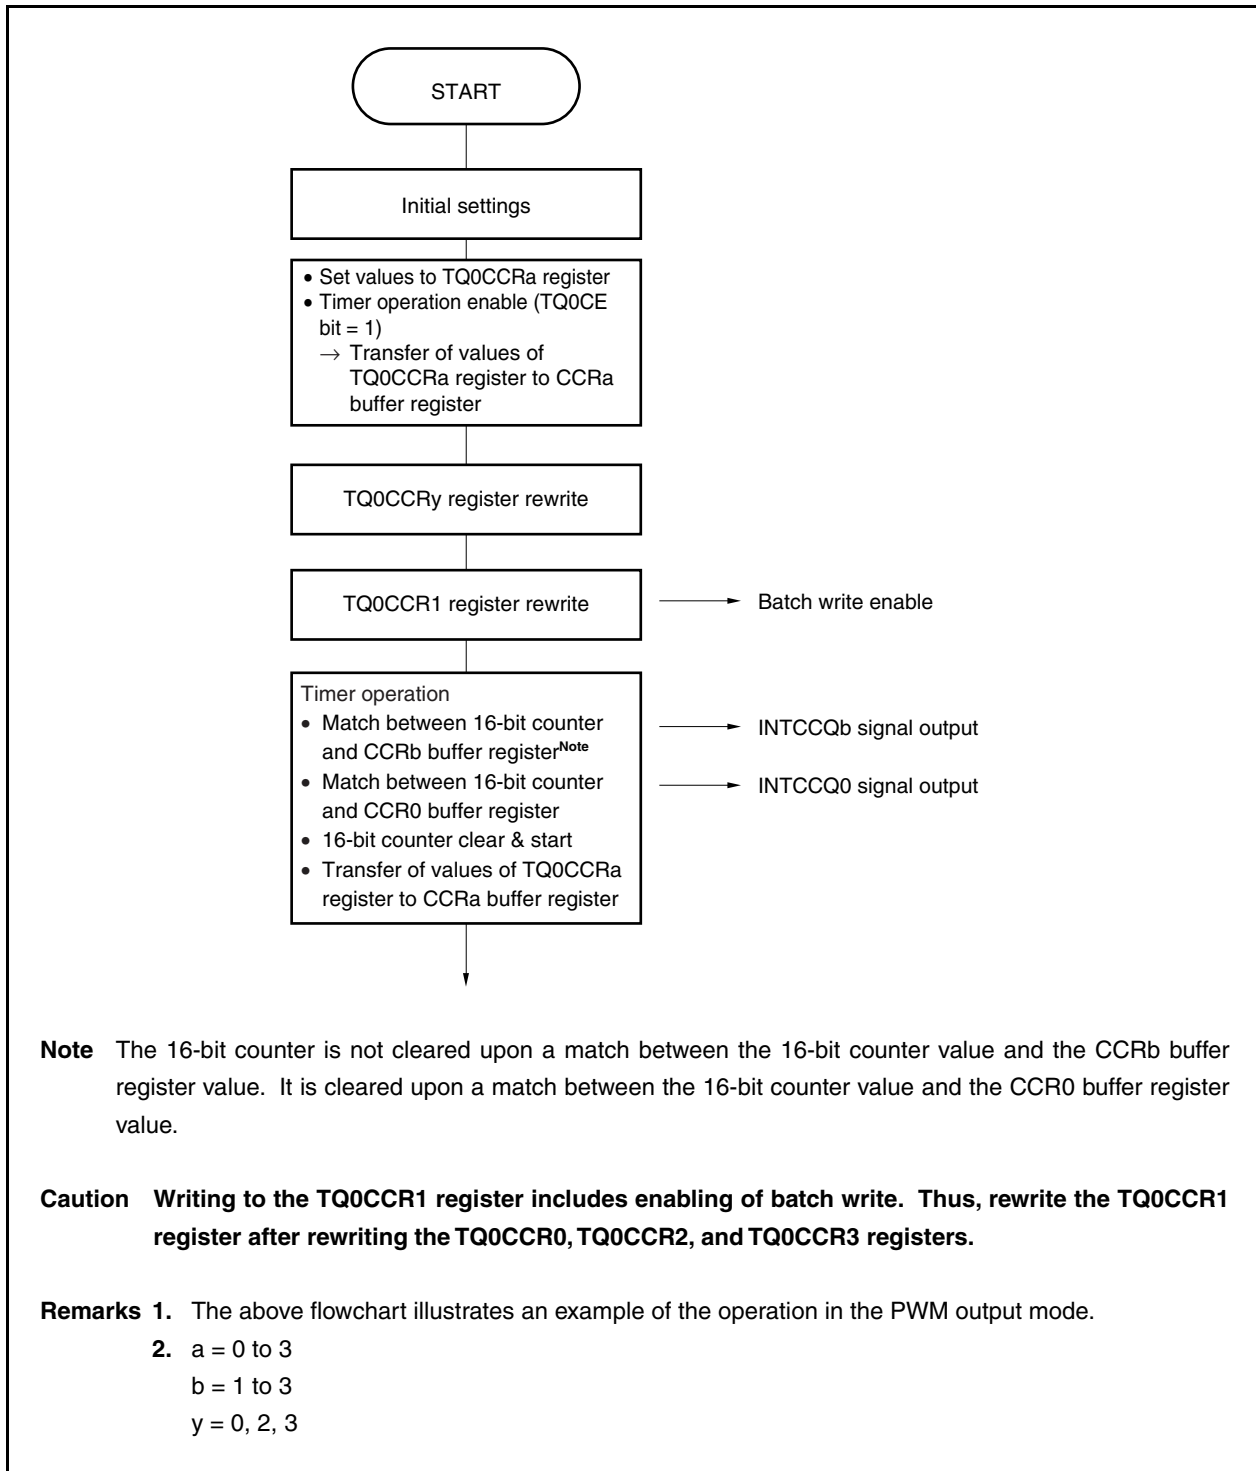 START
Initial settings
• Set values to TQ0CCRa register
• Timer operation enable (TQ0CE
bit = 1)
→ Transfer of values of
TQ0CCRa register to CCRa
buffer register
TQ0CCRy register rewrite
TQ0CCR1 register rewrite
Batch write enable
Timer operation
• Match between 16-bit counter
and CCRb buffer registerNote
INTCCQb signal output
• Match between 16-bit counter
and CCR0 buffer register
INTCCQ0 signal output
• 16-bit counter clear & start
• Transfer of values of TQ0CCRa
register to CCRa buffer register
Note The 16-bit counter is not cleared upon a match between the 16-bit counter value and the CCRb buffer
register value. It is cleared upon a match between the 16-bit counter value and the CCR0 buffer register
value.
Caution Writing to the TQ0CCR1 register includes enabling of batch write. Thus, rewrite the TQ0CCR1
register after rewriting the TQ0CCR0, TQ0CCR2, and TQ0CCR3 registers.
Remarks 1. The above flowchart illustrates an example of the operation in the PWM output mode.
2. a = 0 to 3
b = 1 to 3
y = 0, 2, 3